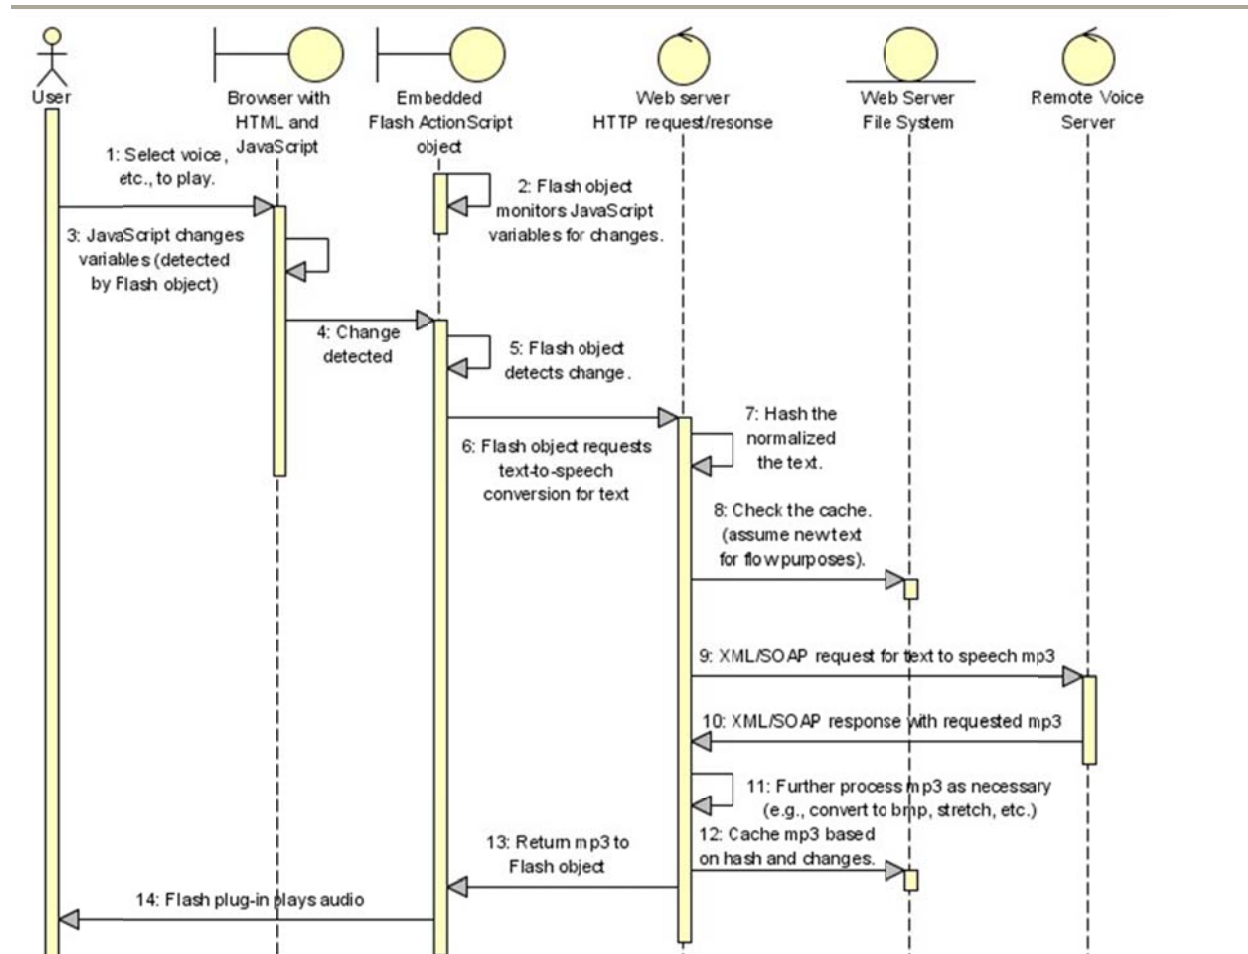 User
Browser with
HTML and
JavaScript
Embedded
Flash ActionScript
object
Web server
HTTP request/resonse
Web Server
File System
Remote Voice
Server
1: Select voice,
etc., to play.
2: Flash object
monitors JavaScript
variables for changes.
3: JavaScript changes
variables (detected
by Flash object)
4: Change
detected
5: Flash object
detects change.
6: Flash object requests
text-to-speech
conversion for text
7: Hash the
normalized
the text.
8: Check the cache.
(assume new text
for flow purposes).
9: XML/SOAP request for text to speech mp3
10: XML/SOAP response with requested mp3
11: Further process mp3 as necessary
(e.g., convert to bmp, stretch, etc.)
12: Cache mp3 based
on hash and changes.
13: Return mp3 to
Flash object
14: Flash plug-in plays audio